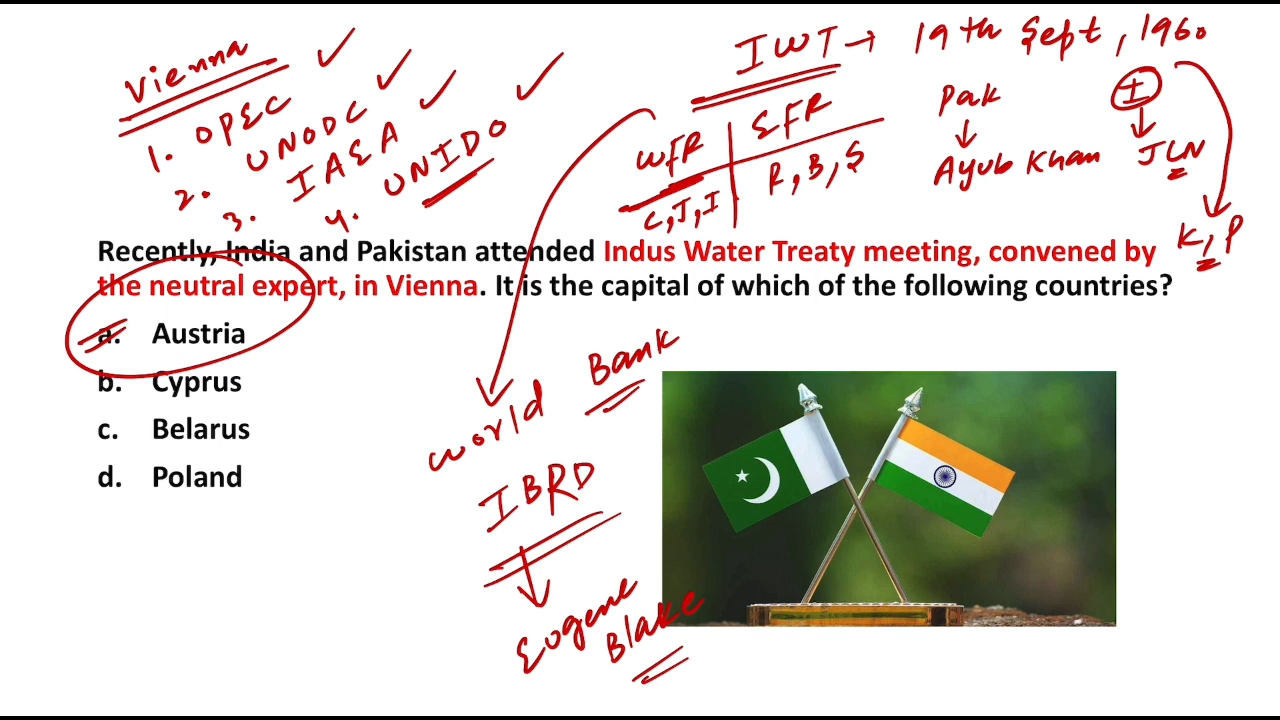 Vienna
1. OPEC
2. UNODC
3. IAEA
4. UNIDO
IWT → 19th Sept, 1960
WFR | EFR
C, J, I | R, B, S
Pak
↓
Ayub Khan
I
↓
JLN
K, P
Recently, India and Pakistan attended Indus Water Treaty meeting, convened by
the neutral expert, in Vienna. It is the capital of which of the following countries?
a. Austria
b. Cyprus
c. Belarus
d. Poland
World Bank
IBRD
↓
Eugene
Blake